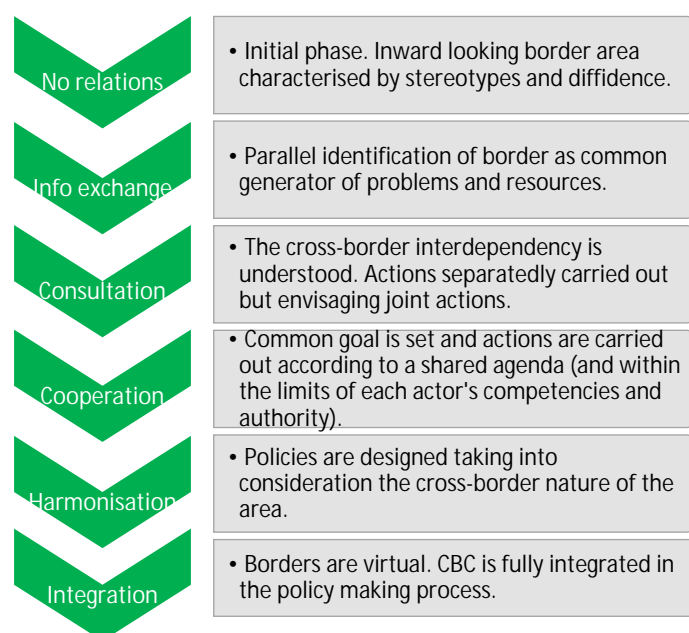 No relations
• Initial phase. Inward looking border area
characterised by stereotypes and diffidence.
Info exchange
• Parallel identification of border as common
generator of problems and resources.
Consultation
• The cross-border interdependency is
understood. Actions separatedly carried out
but envisaging joint actions.
Cooperation
• Common goal is set and actions are carried
out according to a shared agenda (and within
the limits of each actor's competencies and
authority).
Harmonisation
• Policies are designed taking into
consideration the cross-border nature of the
area.
Integration
• Borders are virtual. CBC is fully integrated in
the policy making process.